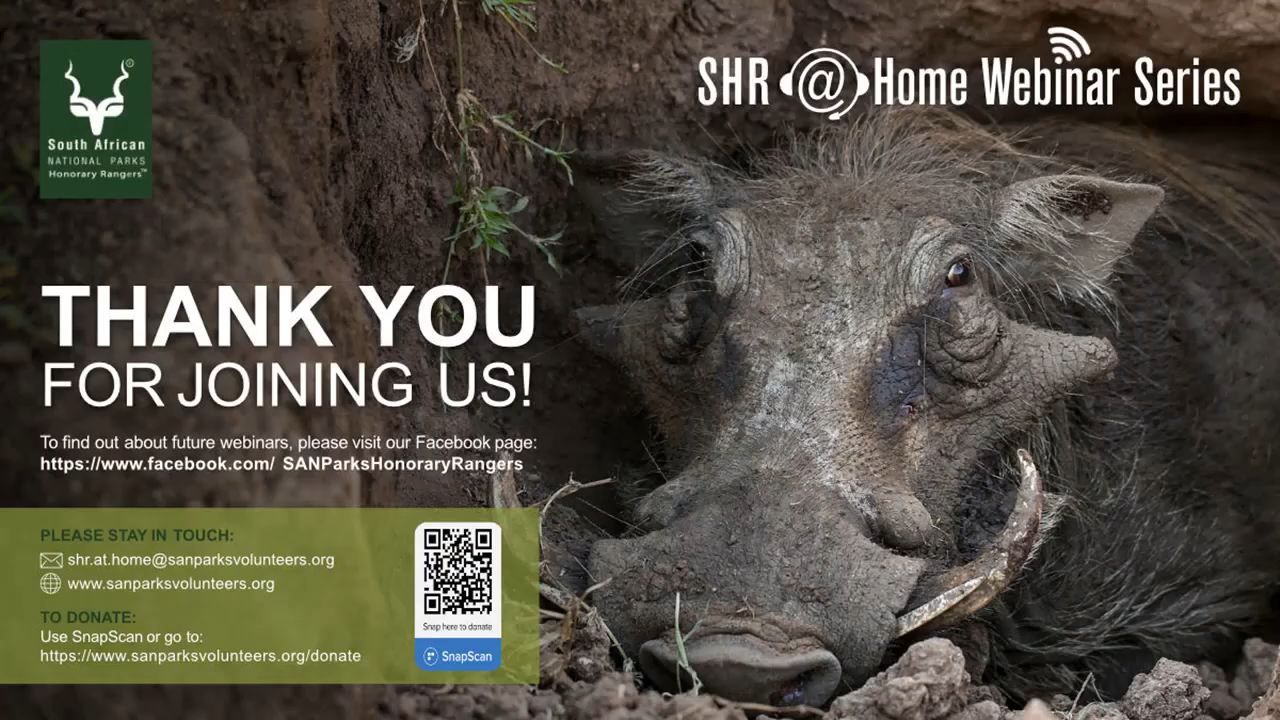 South African
NATIONAL PARKS
Honorary Rangers™
SHR @ Home Webinar Series
THANK YOU
FOR JOINING US!
To find out about future webinars, please visit our Facebook page:
https://www.facebook.com/ SANParksHonoraryRangers
PLEASE STAY IN TOUCH:
shr.at.home@sanparksvolunteers.org
www.sanparksvolunteers.org
TO DONATE:
Use SnapScan or go to:
https://www.sanparksvolunteers.org/donate
Snap here to donate
SnapScan